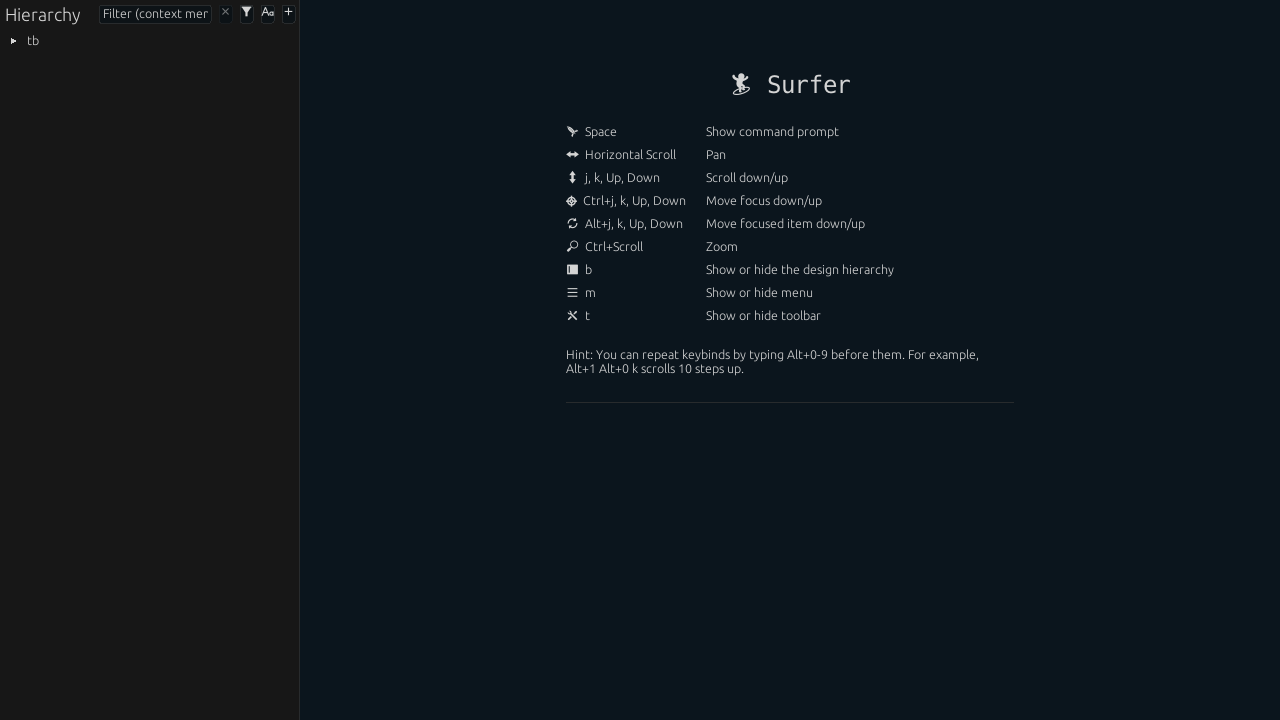 Hierarchy Filter (context mer × Aa +
tb
Surfer
Space Show command prompt
Horizontal Scroll Pan
j, k, Up, Down Scroll down/up
Ctrl+j, k, Up, Down Move focus down/up
Alt+j, k, Up, Down Move focused item down/up
Ctrl+Scroll Zoom
b Show or hide the design hierarchy
m Show or hide menu
t Show or hide toolbar
Hint: You can repeat keybinds by typing Alt+0-9 before them. For example,
Alt+1 Alt+0 k scrolls 10 steps up.